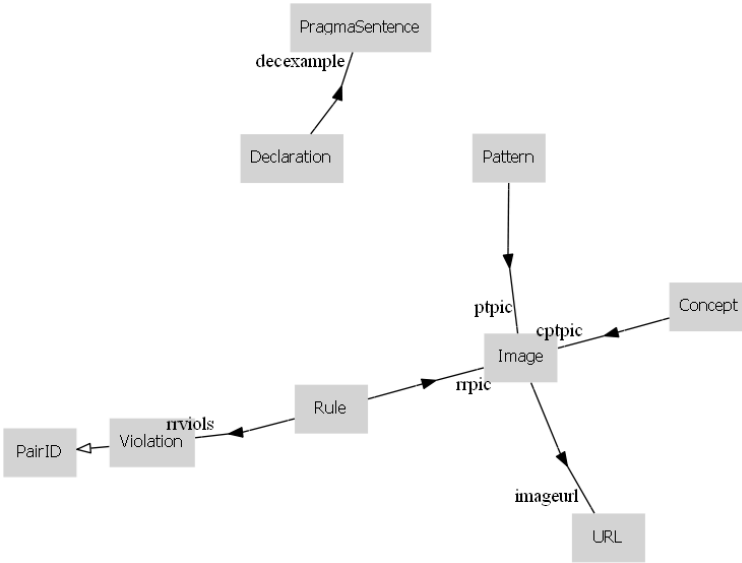 PragmaSentence
decexample
Declaration
Pattern
ptpic
Concept
cptpic
Image
rrpic
Rule
rrviols
Violation
PairID
imageurl
URL